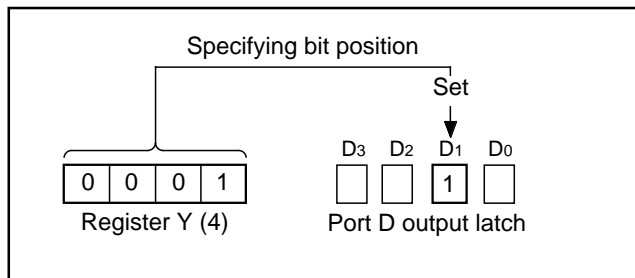 Specifying bit position
Set
D3 D2 D1 D0
0 0 0 1 1
Register Y (4) Port D output latch